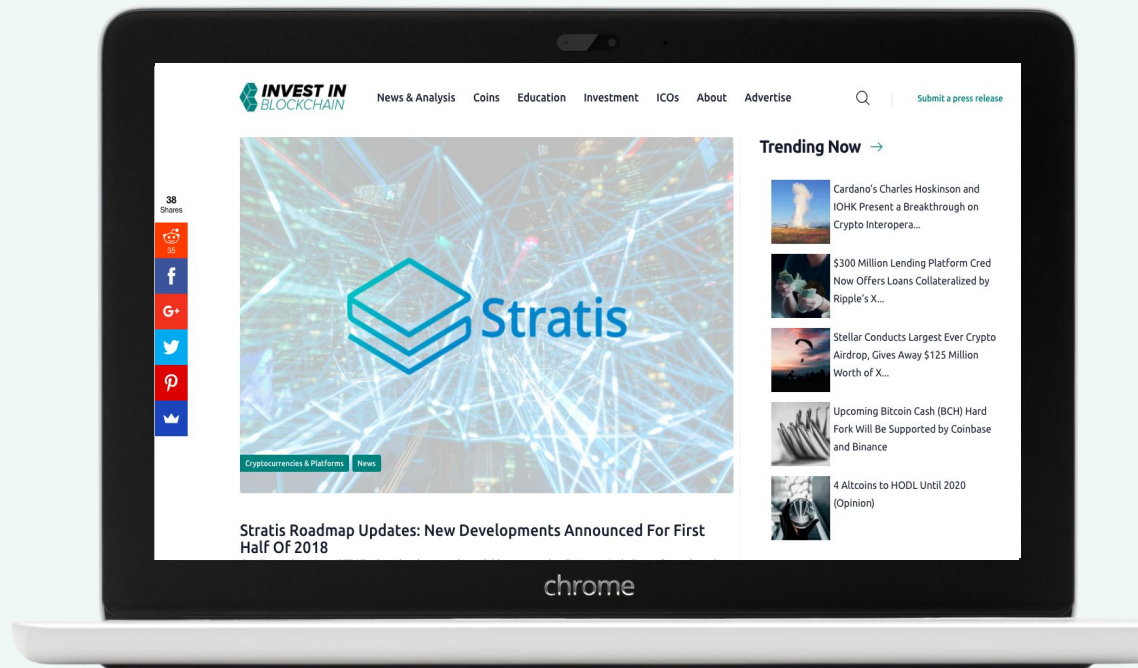 INVEST IN
BLOCKCHAIN
News & Analysis Coins Education Investment ICOs About Advertise
Submit a press release
38
Shares
35
f
G+
Stratis
Cryptocurrencies & Platforms News
Stratis Roadmap Updates: New Developments Announced For First
Half Of 2018
Trending Now →
Cardano's Charles Hoskinson and
IOHK Present a Breakthrough on
Crypto Interopera...
$300 Million Lending Platform Cred
Now Offers Loans Collateralized by
Ripple's X...
Stellar Conducts Largest Ever Crypto
Airdrop, Gives Away $125 Million
Worth of X...
Upcoming Bitcoin Cash (BCH) Hard
Fork Will Be Supported by Coinbase
and Binance
4 Altcoins to HODL Until 2020
(Opinion)
chrome